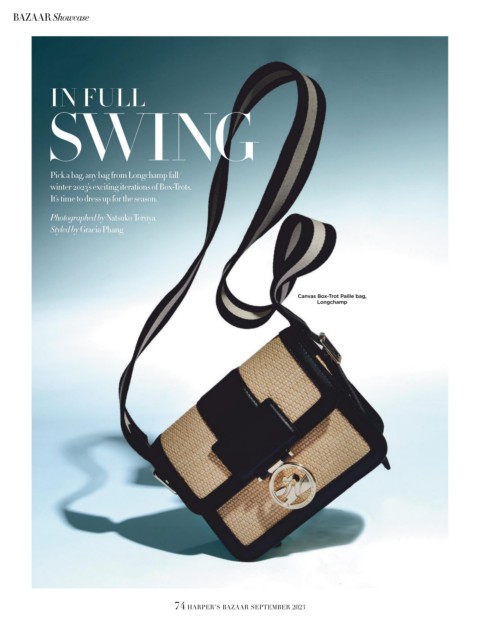 BAZAAR Showcase
IN FULL
SWING
Pick a bag, any bag from Longchamp fall
winter 2023's exciting iterations of Box-Trots.
It's time to dress up for the season.
Photographed by Natsuko Teruya.
Styled by Gracia Phang
Canvas Box-Trot Paille bag,
Longchamp
74 HARPER'S BAZAAR SEPTEMBER 2023